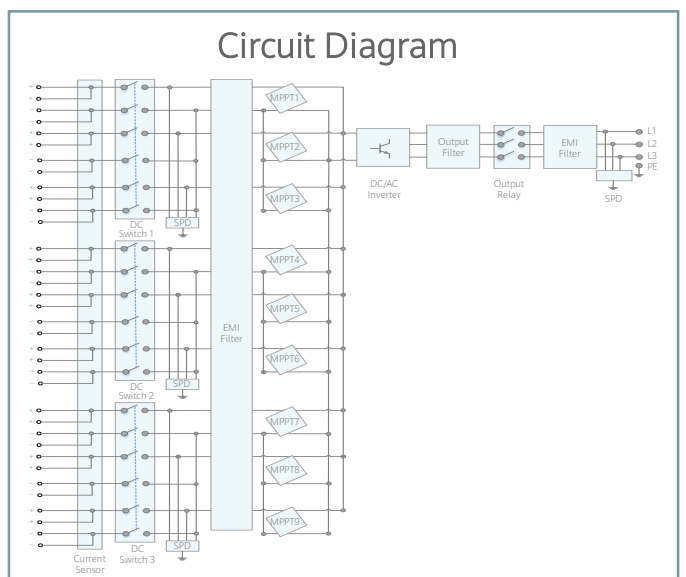 Circuit Diagram
MPPT1
MPPT2
MPPT3
SPD
DC
Switch 1
MPPT4
MPPT5
MPPT6
EMI
Filter
SPD
DC
Switch 2
MPPT7
MPPT8
MPPT9
SPD
DC
Switch 3
Current
Sensor
DC/AC
Inverter
Output
Filter
Output
Relay
EMI
Filter
L1
L2
L3
PE
SPD